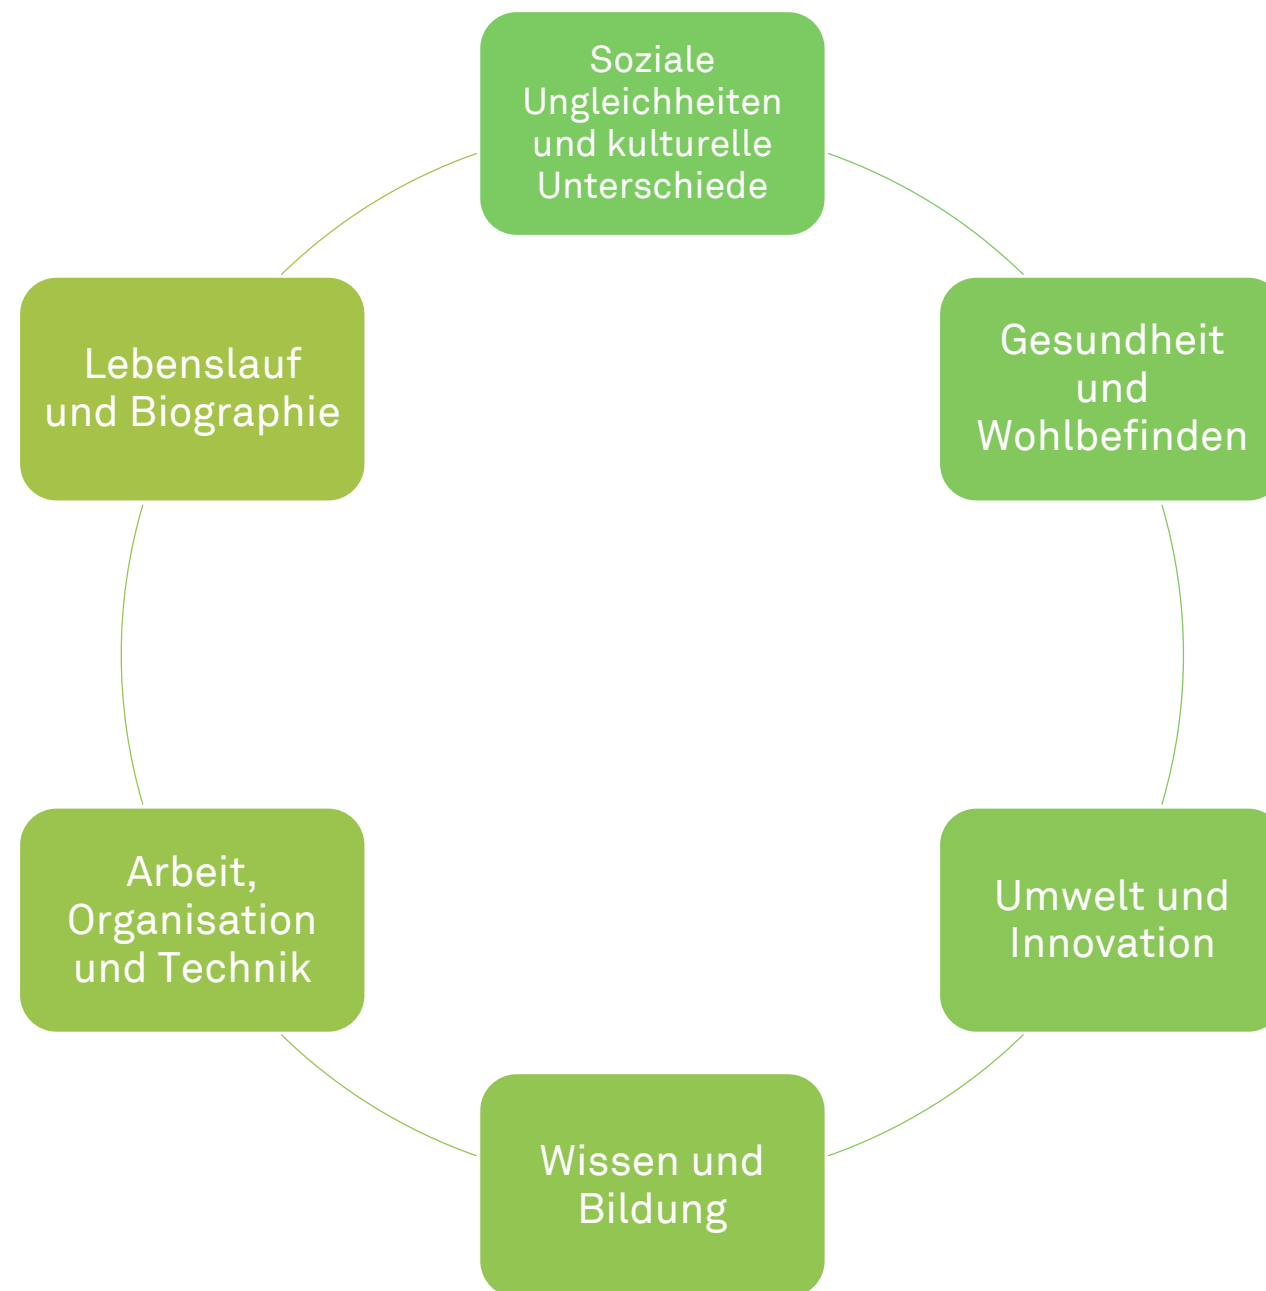 Soziale
Ungleichheiten
und kulturelle
Unterschiede
Gesundheit
und
Wohlbefinden
Umwelt und
Innovation
Wissen und
Bildung
Arbeit,
Organisation
und Technik
Lebenslauf
und Biographie